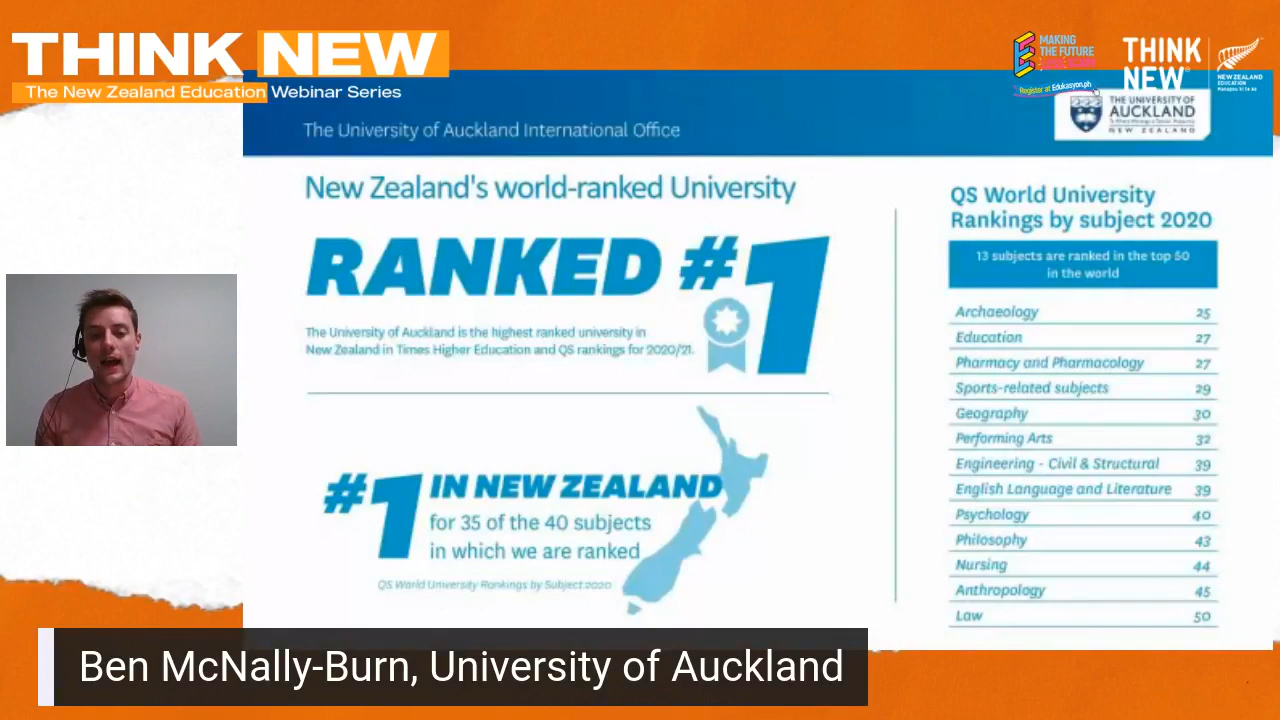 THINK NEW
The New Zealand Education Webinar Series
MAKING
THE FUTURE
Register at Edukasyon.ph
THINK
NEW
NEW ZEALAND
EDUCATION
The University of Auckland International Office
THE UNIVERSITY OF
AUCKLAND
NEW ZEALAND
New Zealand's world-ranked University
RANKED #1
The University of Auckland is the highest ranked university in
New Zealand in Times Higher Education and QS rankings for 2020/21.
#1 IN NEW ZEALAND
for 35 of the 40 subjects
in which we are ranked
QS World University Rankings by Subject 2020
QS World University
Rankings by subject 2020
13 subjects are ranked in the top 50
in the world
Archaeology 25
Education 27
Pharmacy and Pharmacology 27
Sports-related subjects 29
Geography 30
Performing Arts 32
Engineering - Civil & Structural 39
English Language and Literature 39
Psychology 40
Philosophy 43
Nursing 44
Anthropology 45
Law 50
Ben McNally-Burn, University of Auckland